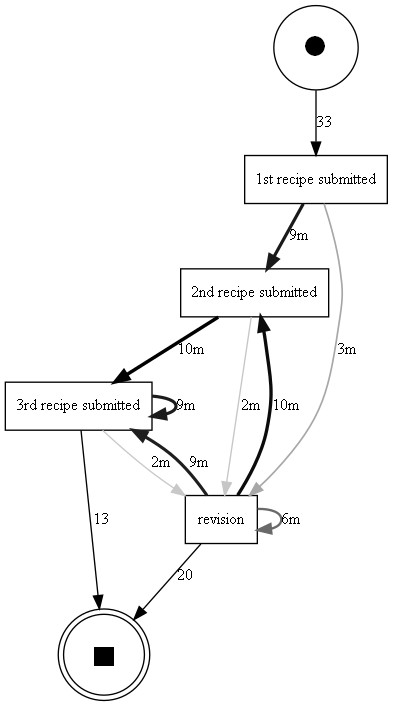 33
1st recipe submitted
9m
2nd recipe submitted
10m
2m
10m
3m
3rd recipe submitted
9m
2m
9m
revision
6m
13
20